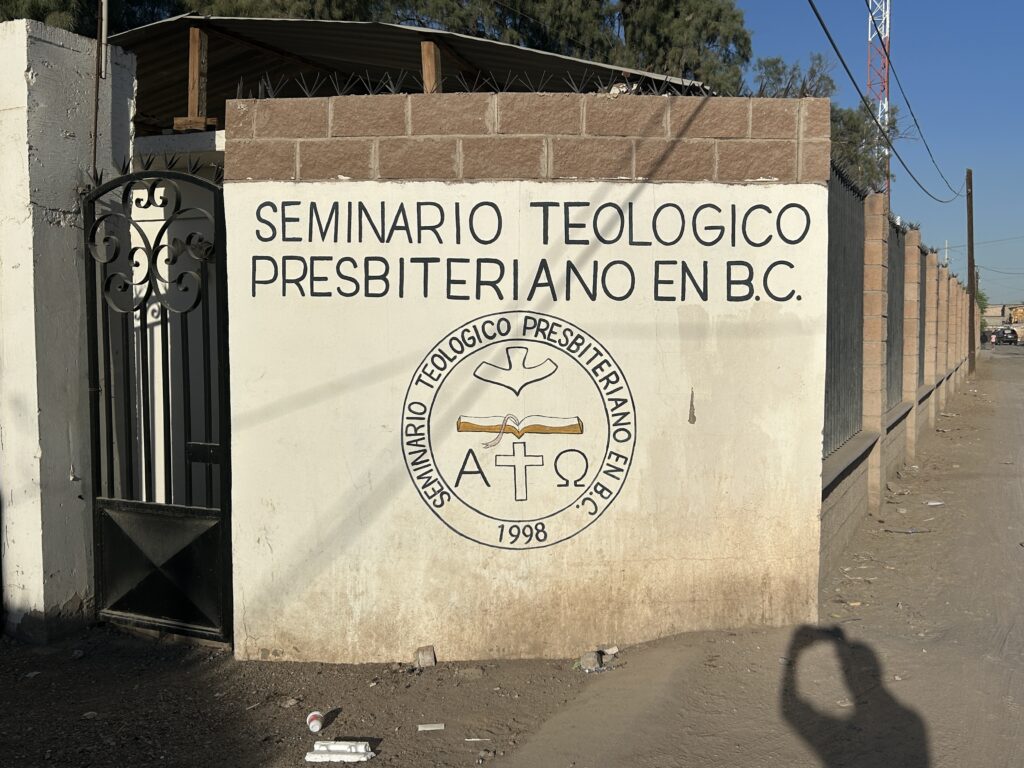 SEMINARIO TEOLOGICO
PRESBITERIANO EN B.C.
SEMINARIO TEOLOGICO PRESBITERIANO EN B.C.
Α Ω
1998